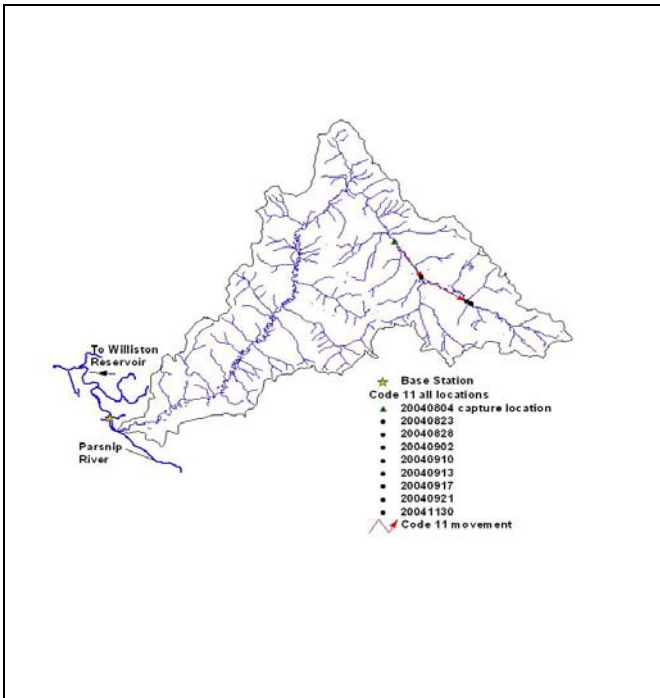 To Williston
Reservoir
Parsnip
River
Base Station
Code 11 all locations
20040804 capture location
20040823
20040828
20040902
20040910
20040913
20040917
20040921
20041130
Code 11 movement